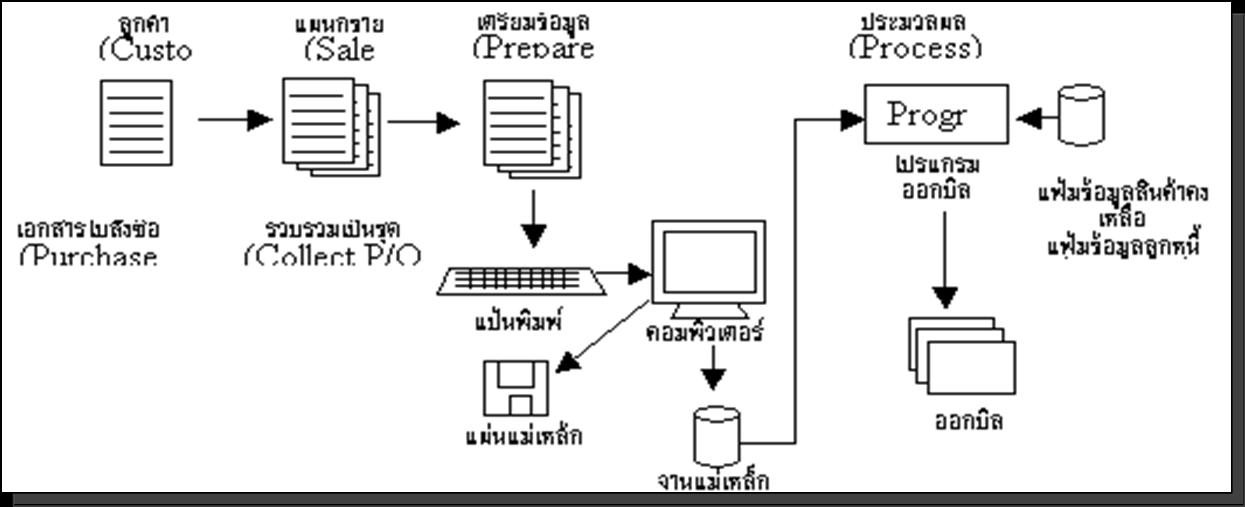 ลูกค้า
(Custo
แผนกขาย
(Sale
เตรียมข้อมูล
(Prepare
ประมวลผล
(Process)
Progr
โปรแกรม
ออกบิล
แฟ้มข้อมูลสินค้าคง
เหลือ
แฟ้มข้อมูลลูกหนี้
เอกสารใบสั่งซื้อ
(Purchase
รวบรวมเป็นชุด
(Collect P/O
แป้นพิมพ์
คอมพิวเตอร์
แผ่นแม่เหล็ก
จานแม่เหล็ก
ออกบิล